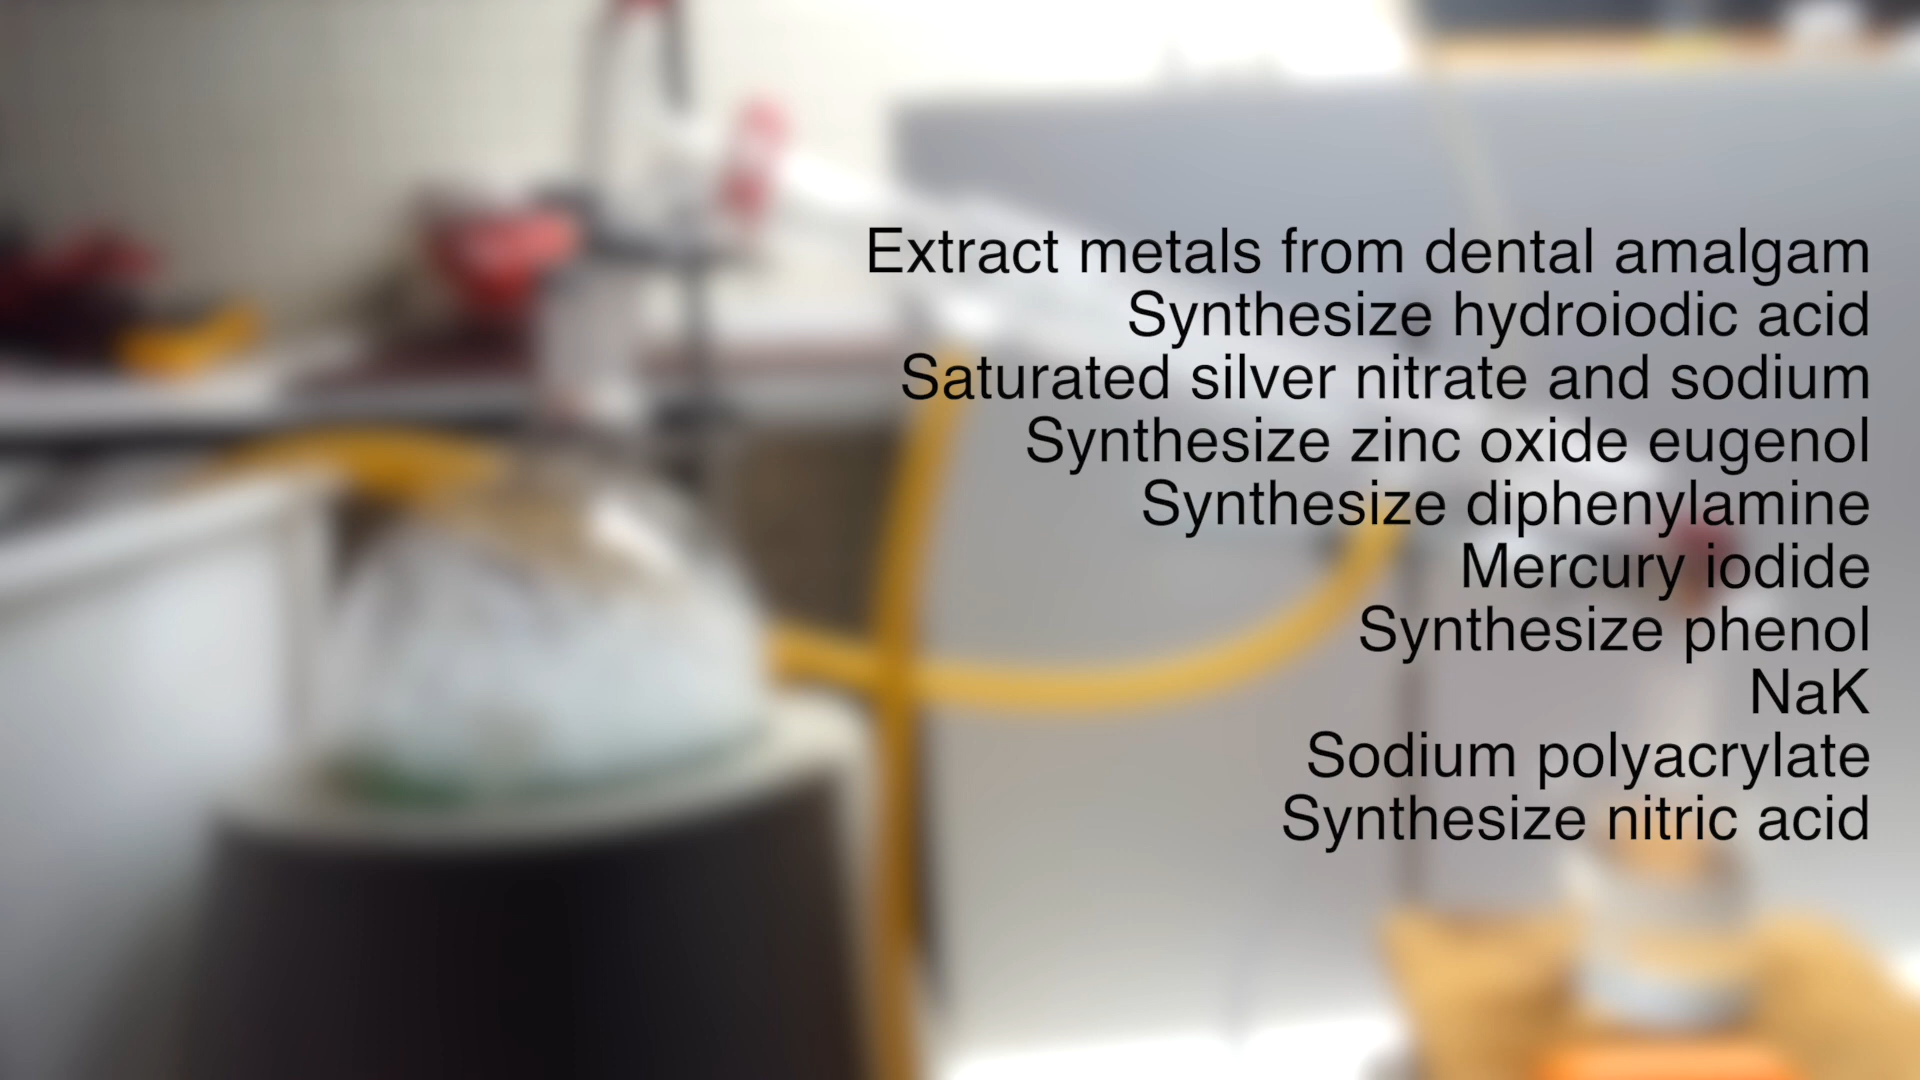 Extract metals from dental amalgam
Synthesize hydroiodic acid
Saturated silver nitrate and sodium
Synthesize zinc oxide eugenol
Synthesize diphenylamine
Mercury iodide
Synthesize phenol
NaK
Sodium polyacrylate
Synthesize nitric acid